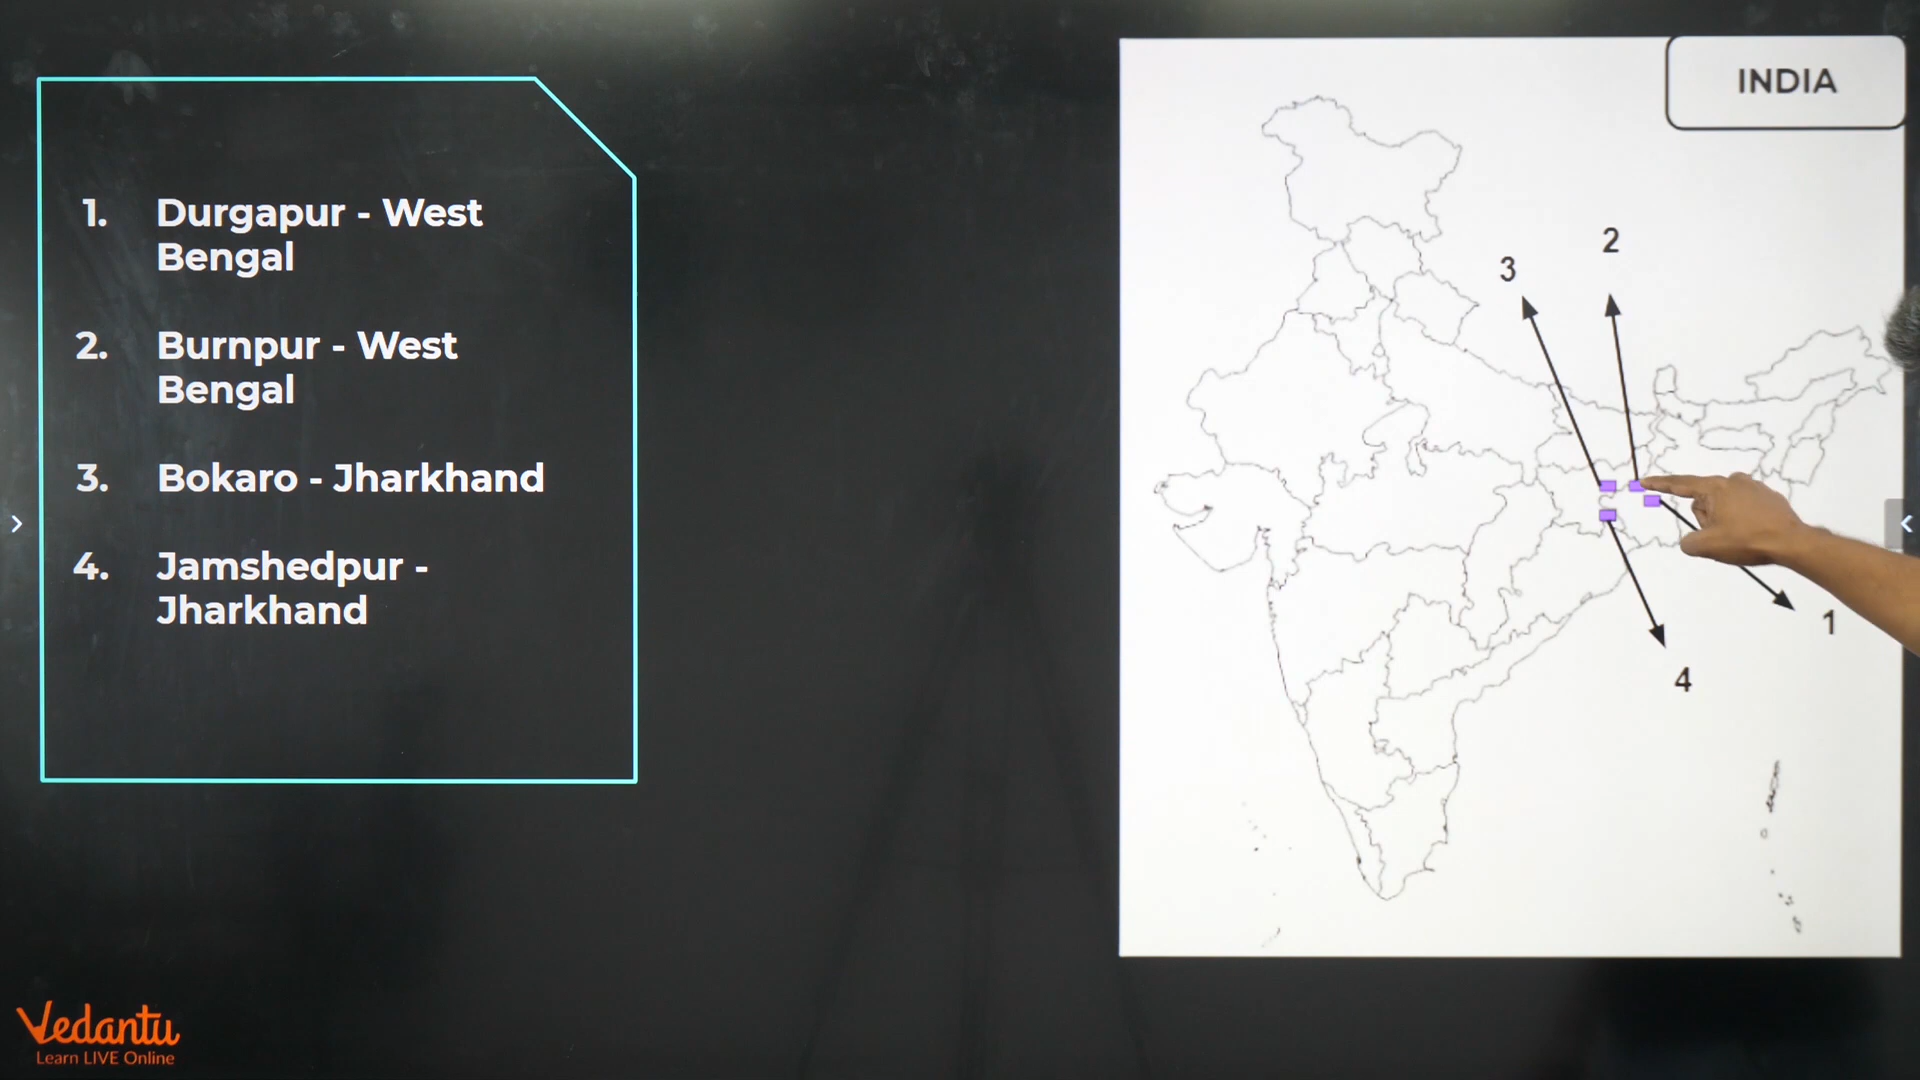 1. Durgapur - West
Bengal
2. Burnpur - West
Bengal
3. Bokaro - Jharkhand
4. Jamshedpur -
Jharkhand
INDIA
2
3
1
4
Vedantu
Learn LIVE Online